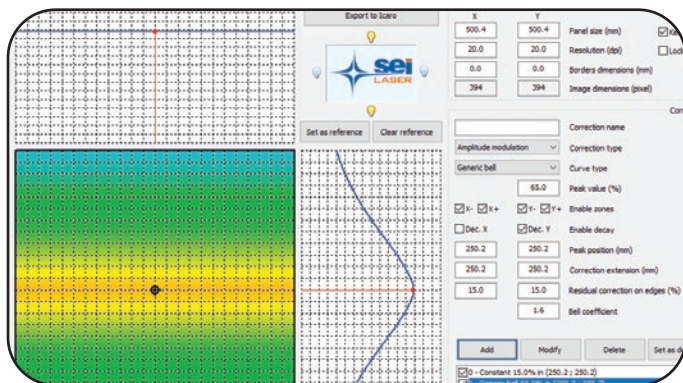 Export to Icaro
sei
LASER
Set as reference
Clear reference
X Y
500.4 500.4 Panel size (mm)
20.0 20.0 Resolution (dpi)
0.0 0.0 Borders dimensions (mm)
394 394 Image dimensions (pixel)
Correction name
Amplitude modulation Correction type
Generic bell Curve type
65.0 Peak value (%)
X- X+ Y- Y+ Enable zones
Dec. X Dec. Y Enable decay
250.2 250.2 Peak position (mm)
250.2 250.2 Correction extension (mm)
15.0 15.0 Residual correction on edges (%)
1.6 Bell coefficient
Add Modify Delete Set as d
0 - Constant 15.0% in (250.2 ; 250.2)